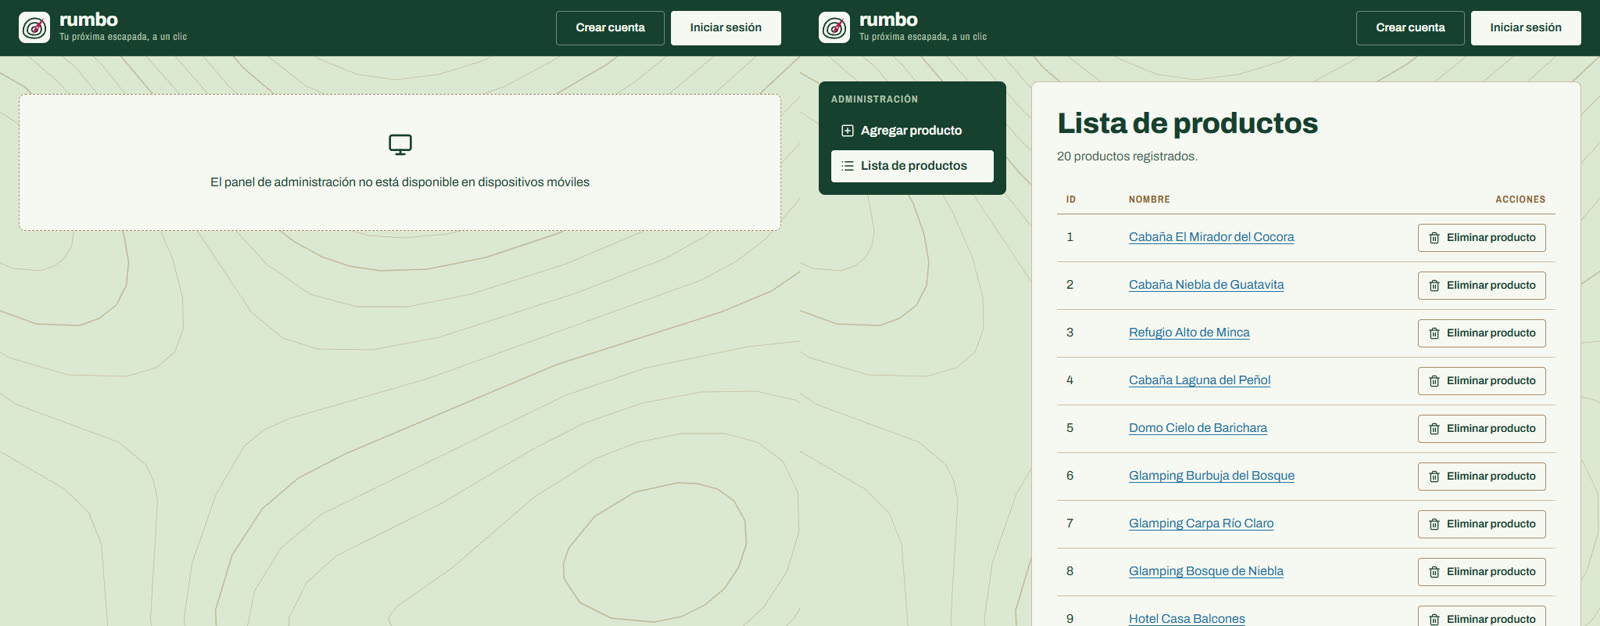 rumbo
Tu próxima escapada, a un clic
Crear cuenta
Iniciar sesión
El panel de administración no está disponible en dispositivos móviles
rumbo
Tu próxima escapada, a un clic
Crear cuenta
Iniciar sesión
ADMINISTRACIÓN
Agregar producto
Lista de productos
Lista de productos
20 productos registrados.
ID NOMBRE ACCIONES
1 Cabaña El Mirador del Cocora Eliminar producto
2 Cabaña Niebla de Guatavita Eliminar producto
3 Refugio Alto de Minca Eliminar producto
4 Cabaña Laguna del Peñol Eliminar producto
5 Domo Cielo de Barichara Eliminar producto
6 Glamping Burbuja del Bosque Eliminar producto
7 Glamping Carpa Río Claro Eliminar producto
8 Glamping Bosque de Niebla Eliminar producto
9 Hotel Casa Balcones Eliminar producto